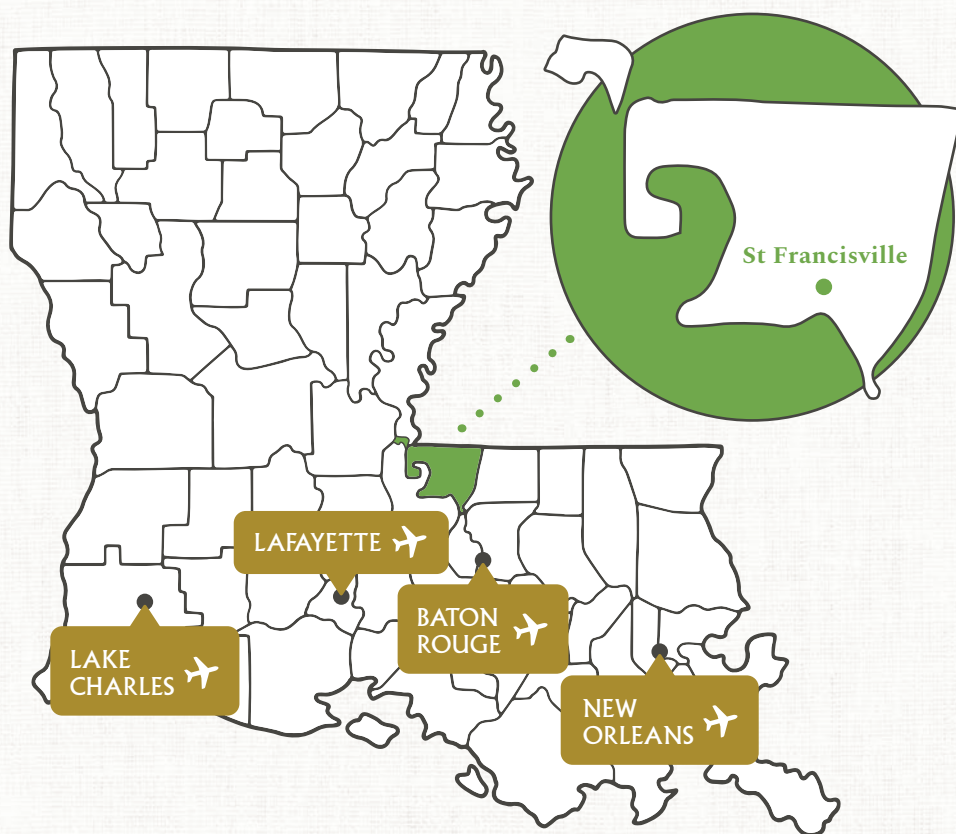 St Francisville
LAFAYETTE
BATON
ROUGE
LAKE
CHARLES
NEW
ORLEANS